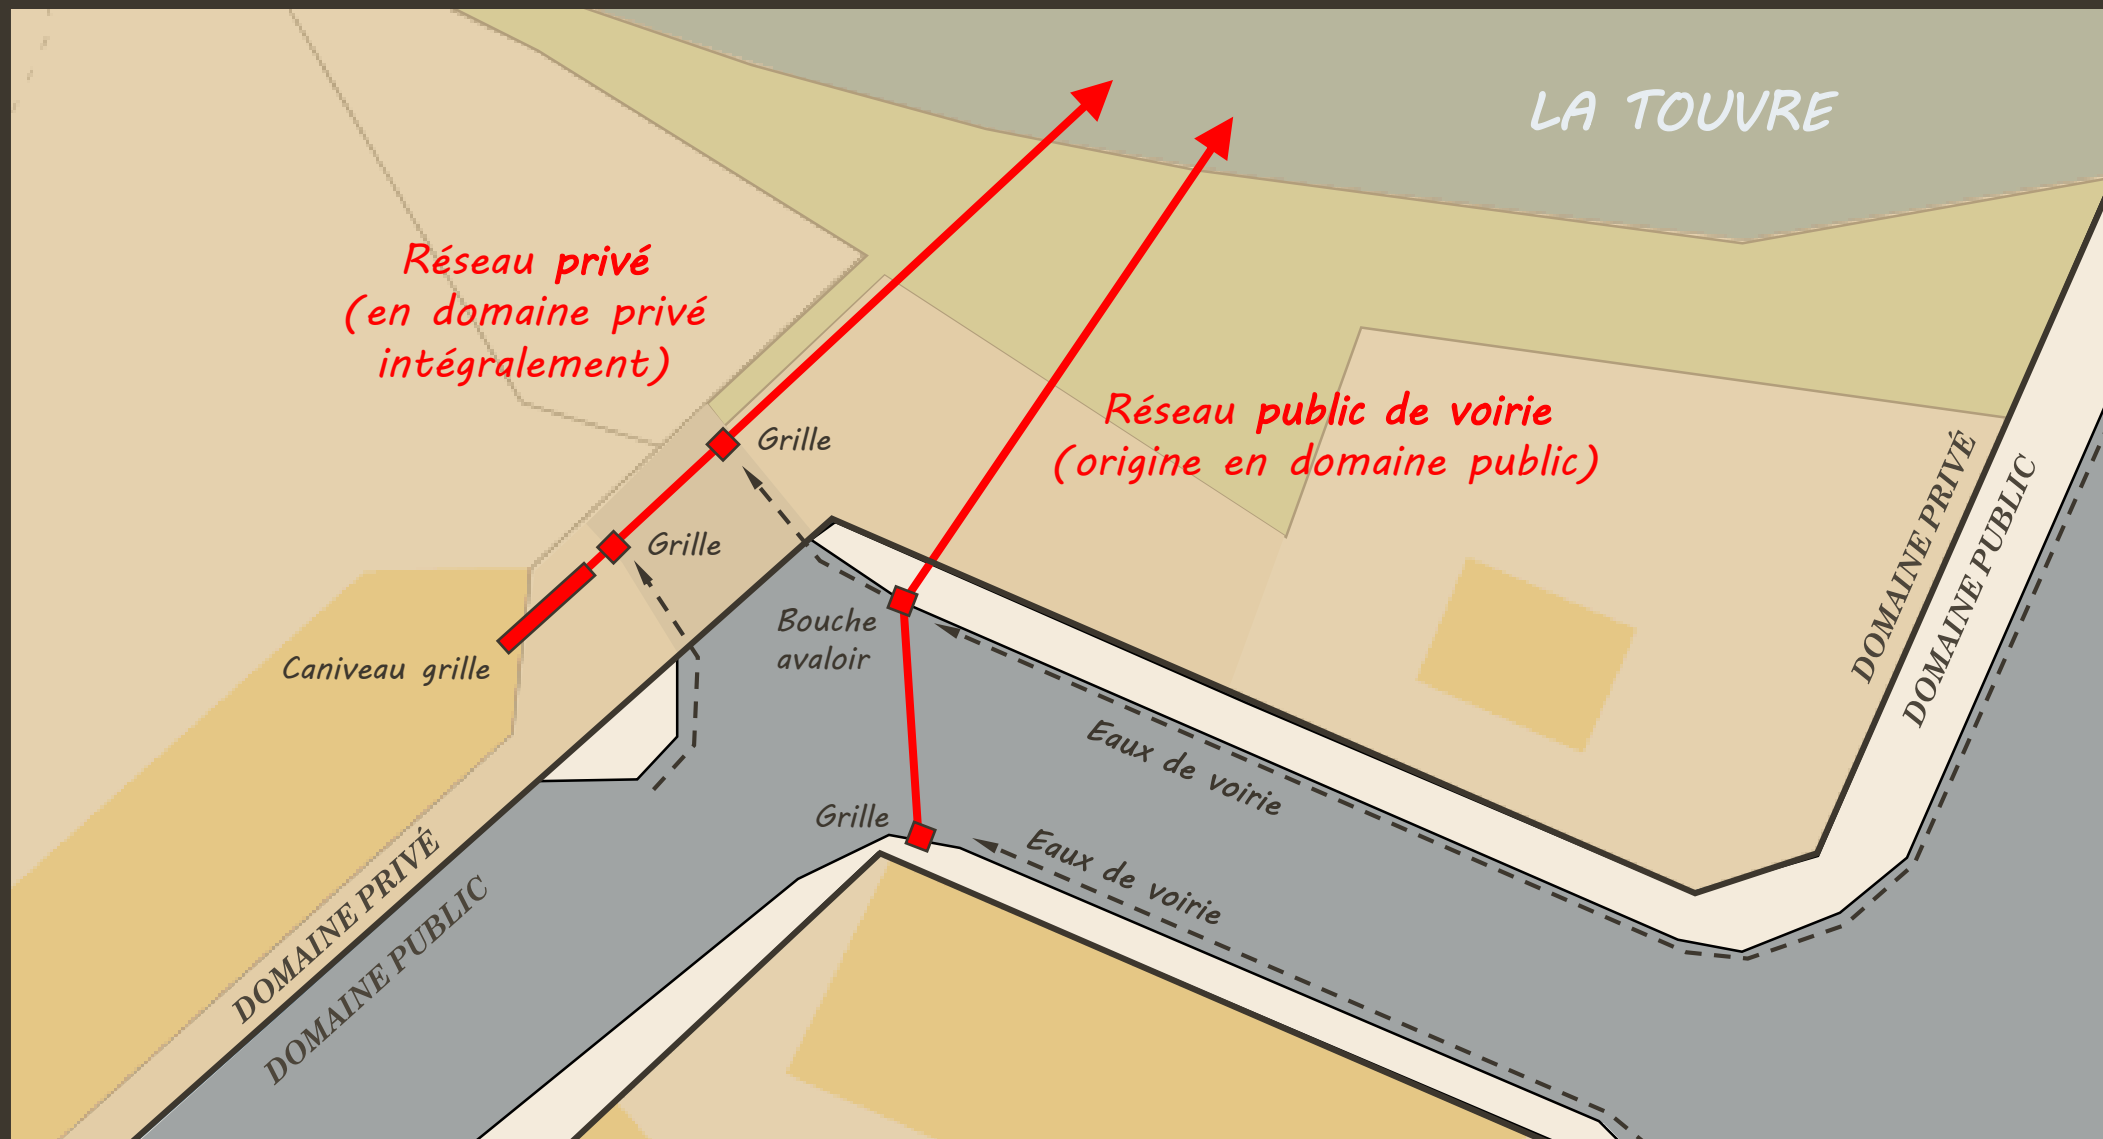 LA TOUVRE
Réseau privé
(en domaine privé
intégralement)
Réseau public de voirie
(origine en domaine public)
Grille
Grille
Caniveau grille
Bouche
avaloir
Grille
Eaux de voirie
Eaux de voirie
DOMAINE PRIVÉ
DOMAINE PUBLIC
DOMAINE PRIVÉ
DOMAINE PUBLIC